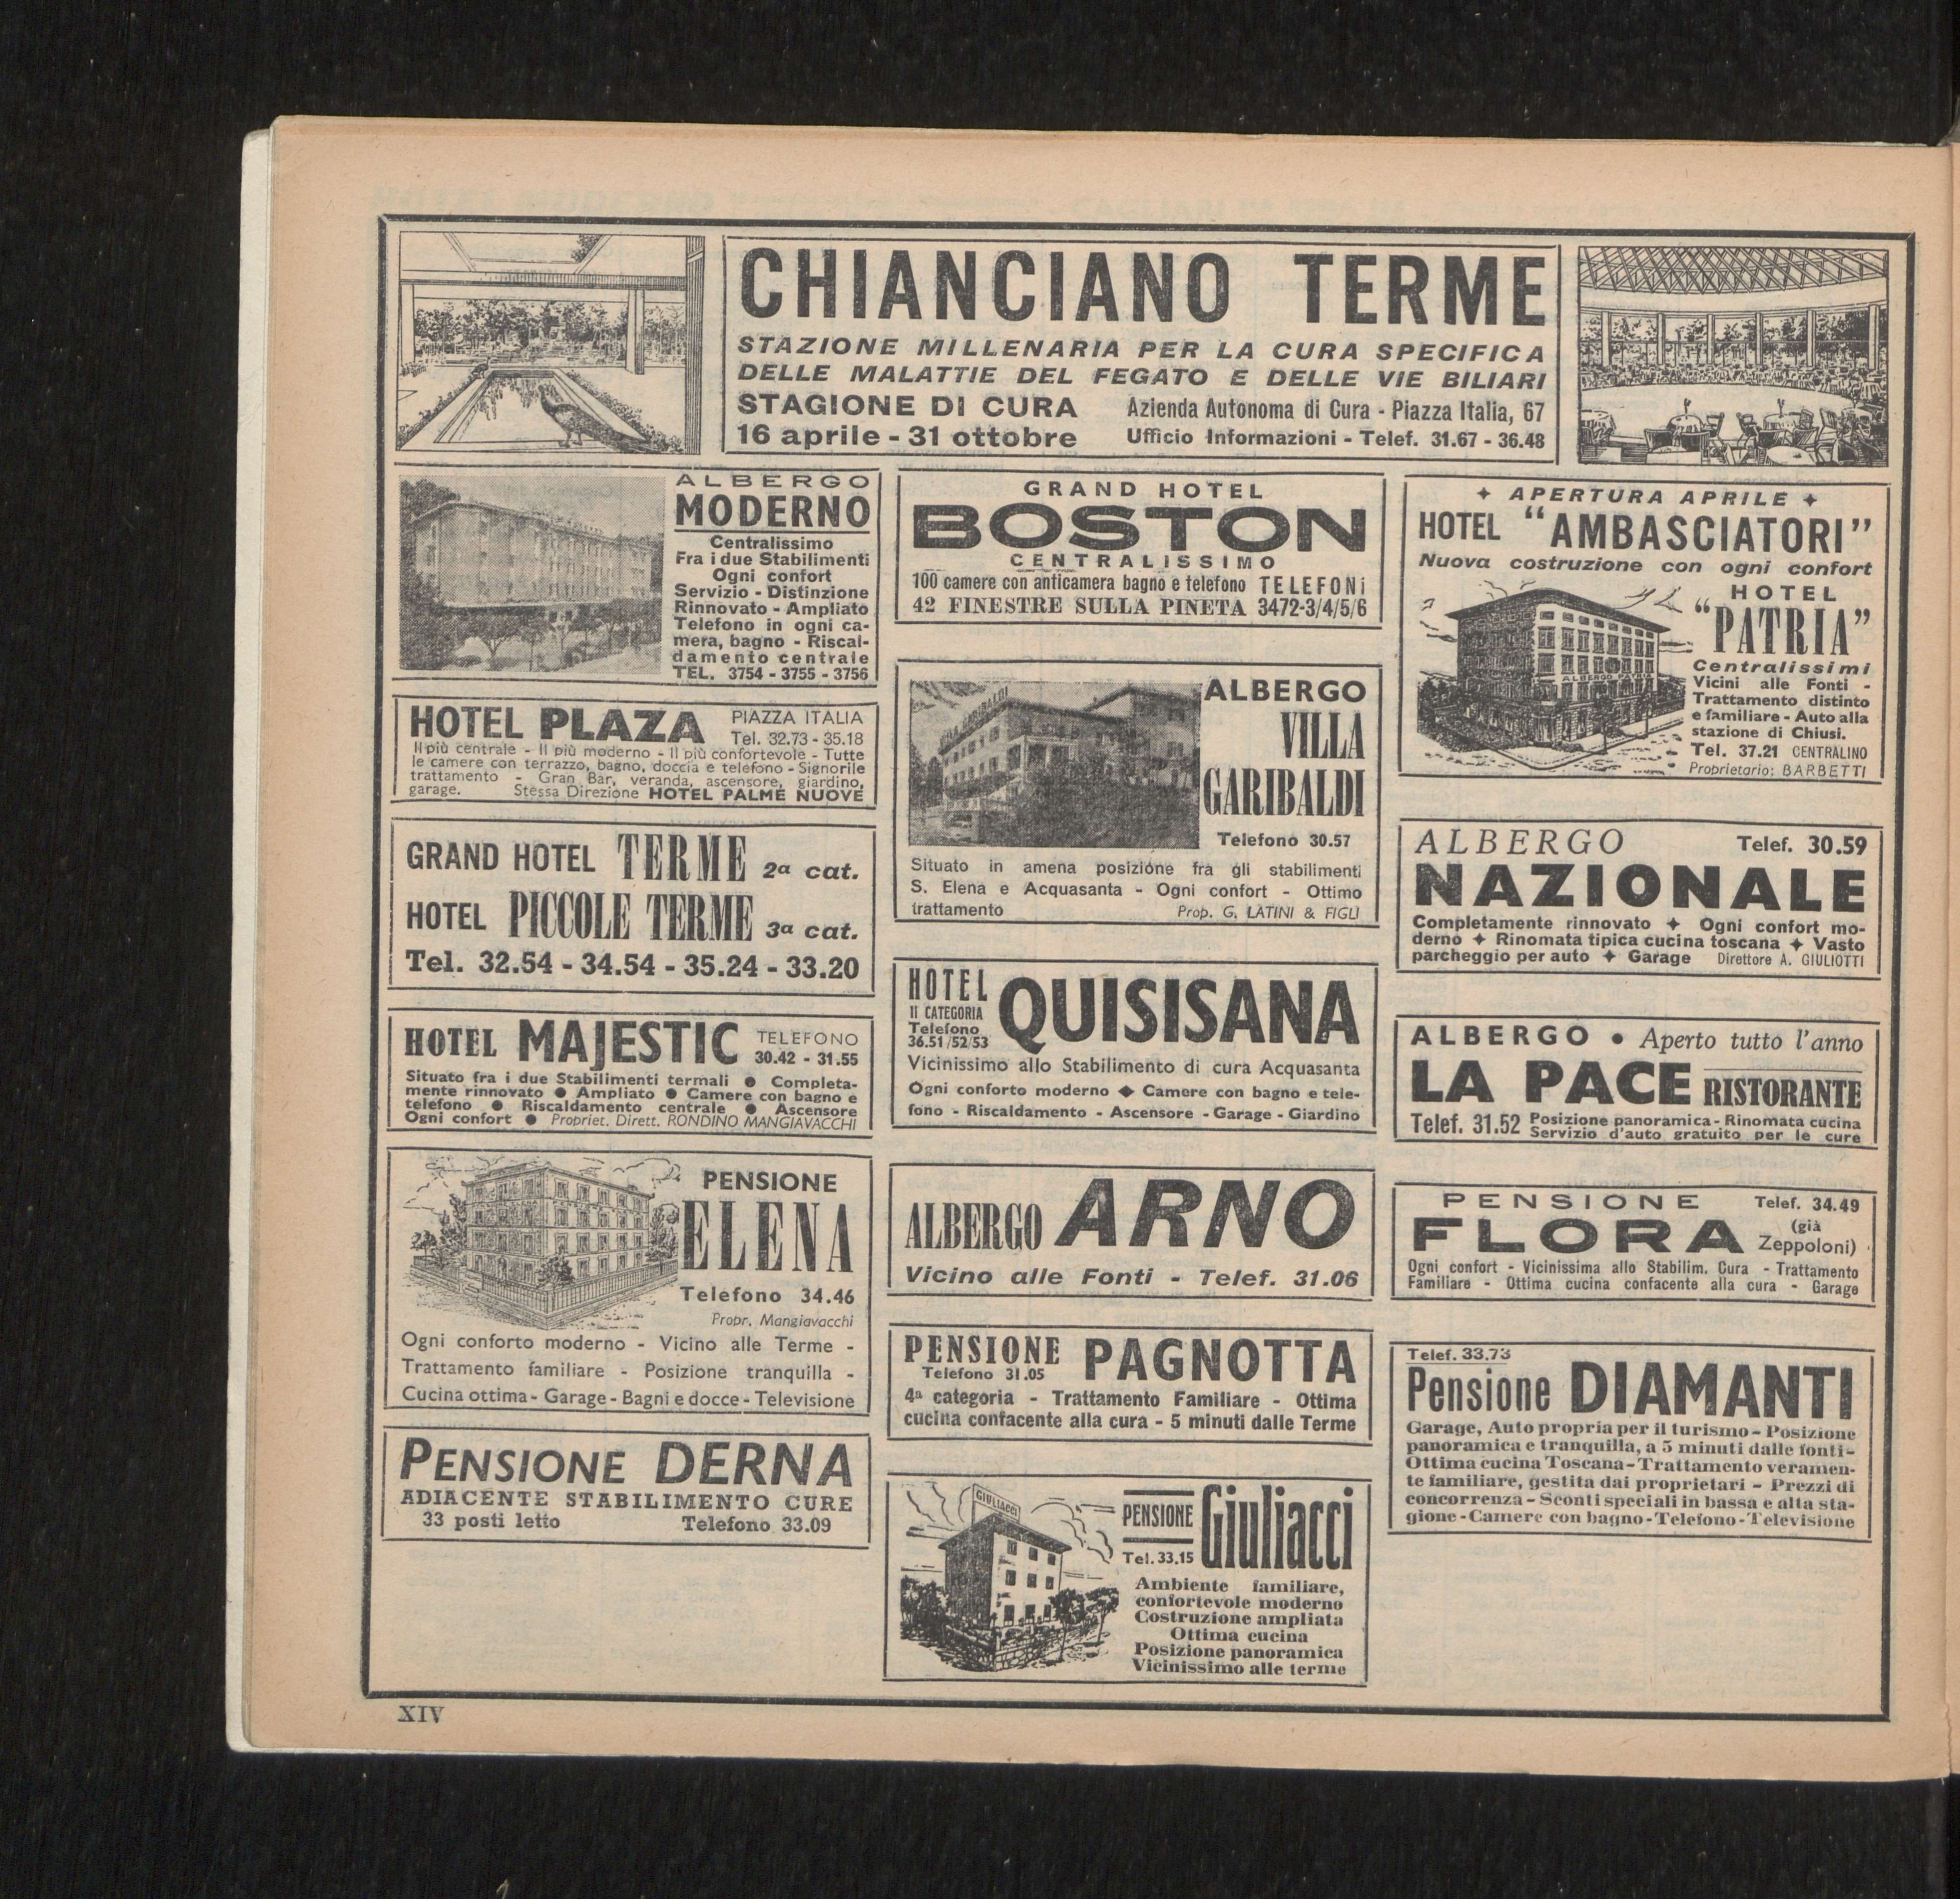 CHIANCIANO TERME
STAZIONE MILLENARIA PER LA CURA SPECIFICA
DELLE MALATTIE DEL FEGATO E DELLE VIE BILIARI
STAGIONE DI CURA
16 aprile - 31 ottobre
Azienda Autonoma di Cura - Piazza Italia, 67
Ufficio Informazioni - Telef. 31.67 - 36.48
ALBERGO
MODERNO
Centralissimo
Fra i due Stabilimenti
Ogni confort
Servizio - Distinzione
Rinnovato - Ampliato
Telefono in ogni ca-
mera, bagno - Riscal-
damento centrale
TEL. 3754 - 3755 - 3756
HOTEL PLAZA PIAZZA ITALIA
Tel. 32.73 - 35.18
Il più centrale - Il più moderno - Il più confortevole - Tutte
le camere con terrazzo, bagno, doccia e telefono - Signorile
trattamento - Gran Bar, veranda, ascensore, giardino,
garage. Stessa Direzione HOTEL PALME NUOVE
GRAND HOTEL TERME 2a cat.
HOTEL PICCOLE TERME 3a cat.
Tel. 32.54 - 34.54 - 35.24 - 33.20
HOTEL MAJESTIC TELEFONO
30.42 - 31.55
Situato fra i due Stabilimenti termali ● Completa-
mente rinnovato ● Ampliato ● Camere con bagno e
telefono ● Riscaldamento centrale ● Ascensore
Ogni confort ● Propriet. Dirett. RONDINO MANGIAVACCHI
PENSIONE
ELENA
Telefono 34.46
Propr. Mangiavacchi
Ogni conforto moderno - Vicino alle Terme -
Trattamento familiare - Posizione tranquilla -
Cucina ottima - Garage - Bagni e docce - Televisione
PENSIONE DERNA
ADIACENTE STABILIMENTO CURE
33 posti letto Telefono 33.09
GRAND HOTEL
BOSTON
CENTRALISSIMO
100 camere con anticamera bagno e telefono TELEFONi
42 FINESTRE SULLA PINETA 3472-3/4/5/6
VILLA GARIBALDI
ALBERGO
VILLA
GARIBALDI
Telefono 30.57
Situato in amena posizione fra gli stabilimenti
S. Elena e Acquasanta - Ogni confort - Ottimo
trattamento Prop. G. LATINI & FIGLI
HOTEL QUISISANA
II CATEGORIA
Telefono
36.51/52/53
Vicinissimo allo Stabilimento di cura Acquasanta
Ogni conforto moderno ◆ Camere con bagno e tele-
fono - Riscaldamento - Ascensore - Garage - Giardino
ALBERGO ARNO
Vicino alle Fonti - Telef. 31.06
PENSIONE PAGNOTTA
Telefono 31.05
4a categoria - Trattamento Familiare - Ottima
cucina confacente alla cura - 5 minuti dalle Terme
GIULIACCI
PENSIONE Giuliacci
Tel. 33.15
Ambiente familiare,
confortevole moderno
Costruzione ampliata
Ottima cucina
Posizione panoramica
Vicinissimo alle terme
✦ APERTURA APRILE ✦
HOTEL "AMBASCIATORI"
Nuova costruzione con ogni confort
HOTEL
"PATRIA"
ALBERGO PATRIA
Centralissimi
Vicini alle Fonti -
Trattamento distinto
e familiare - Auto alla
stazione di Chiusi.
Tel. 37.21 CENTRALINO
Proprietario: BARBETTI
ALBERGO Telef. 30.59
NAZIONALE
Completamente rinnovato ✦ Ogni confort mo-
derno ✦ Rinomata tipica cucina toscana ✦ Vasto
parcheggio per auto ✦ Garage Direttore A. GIULIOTTI
ALBERGO • Aperto tutto l'anno
LA PACE RISTORANTE
Telef. 31.52 Posizione panoramica - Rinomata cucina
Servizio d'auto gratuito per le cure
PENSIONE Telef. 34.49
FLORA (già
Zeppoloni)
Ogni confort - Vicinissima allo Stabilim. Cura - Trattamento
Familiare - Ottima cucina confacente alla cura - Garage
Telef. 33.73
Pensione DIAMANTI
Garage, Auto propria per il turismo - Posizione
panoramica e tranquilla, a 5 minuti dalle fonti -
Ottima cucina Toscana - Trattamento veramen-
te familiare, gestita dai proprietari - Prezzi di
concorrenza - Sconti speciali in bassa e alta sta-
gione - Camere con bagno - Telefono - Televisione
XIV